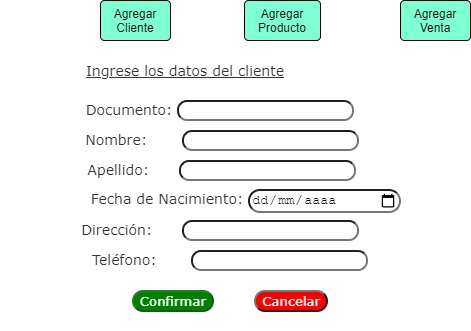 Agregar
Cliente
Agregar
Producto
Agregar
Venta
Ingrese los datos del cliente
Documento:
Nombre:
Apellido:
Fecha de Nacimiento: dd/mm/aaaa
Dirección:
Teléfono:
Confirmar Cancelar